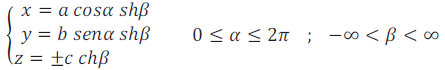 x = a cosα shβ
y = b senα shβ 0 ≤ α ≤ 2π ; −∞ < β < ∞
z = ±c chβ